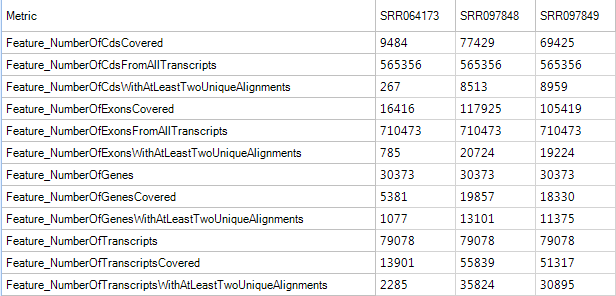 Metric SRR064173 SRR097848 SRR097849
Feature_NumberOfCdsCovered 9484 77429 69425
Feature_NumberOfCdsFromAllTranscripts 565356 565356 565356
Feature_NumberOfCdsWithAtLeastTwoUniqueAlignments 267 8513 8959
Feature_NumberOfExonsCovered 16416 117925 105419
Feature_NumberOfExonsFromAllTranscripts 710473 710473 710473
Feature_NumberOfExonsWithAtLeastTwoUniqueAlignments 785 20724 19224
Feature_NumberOfGenes 30373 30373 30373
Feature_NumberOfGenesCovered 5381 19857 18330
Feature_NumberOfGenesWithAtLeastTwoUniqueAlignments 1077 13101 11375
Feature_NumberOfTranscripts 79078 79078 79078
Feature_NumberOfTranscriptsCovered 13901 55839 51317
Feature_NumberOfTranscriptsWithAtLeastTwoUniqueAlignments 2285 35824 30895